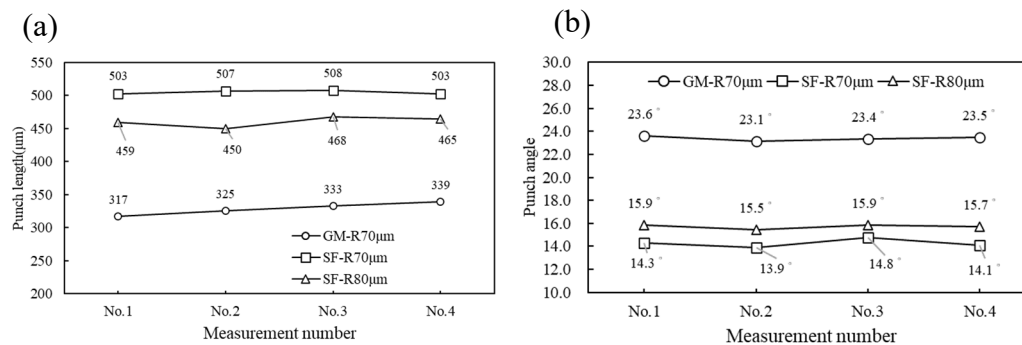 (a)
550
500
450
400
350
300
250
200
Punch length(μm)
503 507 508 503
459 450 468 465
317 325 333 339
GM-R70μm
SF-R70μm
SF-R80μm
No.1 No.2 No.3 No.4
Measurement number
(b)
30.0
28.0
26.0
24.0
22.0
20.0
18.0
16.0
14.0
12.0
10.0
Punch angle
GM-R70μm SF-R70μm SF-R80μm
23.6° 23.1° 23.4° 23.5°
15.9° 15.5° 15.9° 15.7°
14.3° 13.9° 14.8° 14.1°
No.1 No.2 No.3 No.4
Measurement number